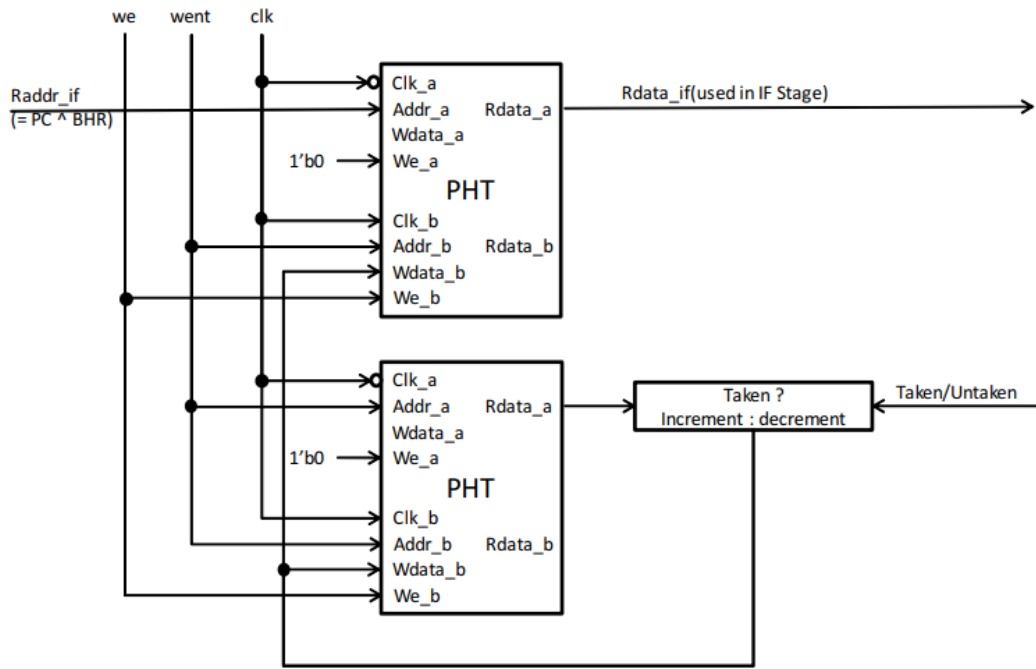 we went clk
Raddr_if
(= PC ^ BHR)
Clk_a
Addr_a Rdata_a
Wdata_a
1'b0 We_a
PHT
Clk_b
Addr_b Rdata_b
Wdata_b
We_b
Rdata_if(used in IF Stage)
Clk_a
Addr_a Rdata_a
Wdata_a
1'b0 We_a
PHT
Clk_b
Addr_b Rdata_b
Wdata_b
We_b
Taken ?
Increment : decrement
Taken/Untaken